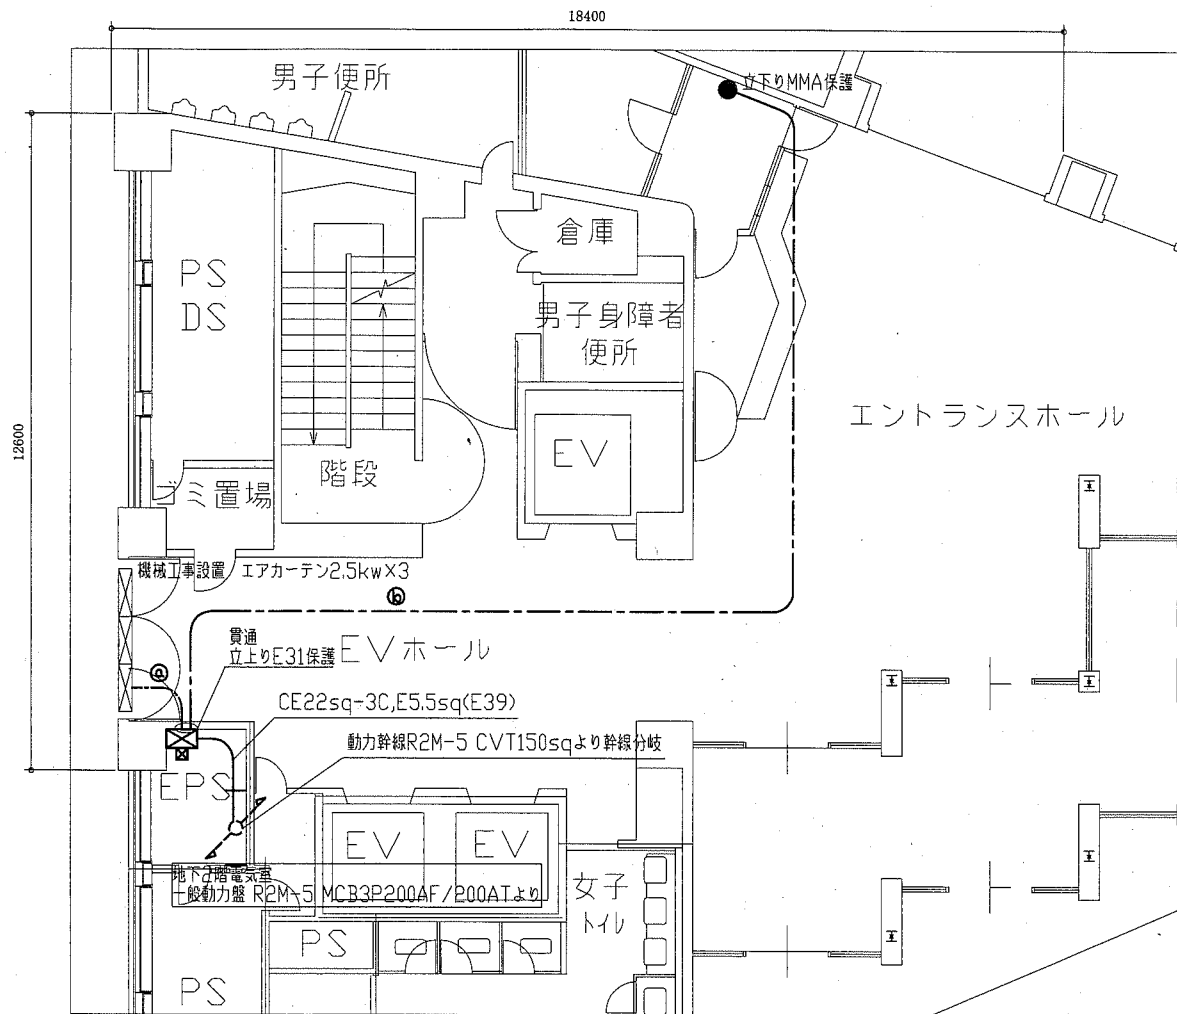 18400
男子便所
立下りMMA保護
倉庫
PS
DS
男子身障者
便所
エントランスホール
12600
EV
階段
ゴミ置場
機械工事設置 エアカーテン2.5kw×3
b
貫通
立上りE31保護
EVホール
a
CE22sq-3C,E5.5sq(E39)
動力幹線R2M-5 CVT150sqより幹線分岐
EPS
EV
EV
地下2階電気室
一般動力盤 R2M-5 MCB3P200AF/200ATより
女子
トイレ
PS
PS